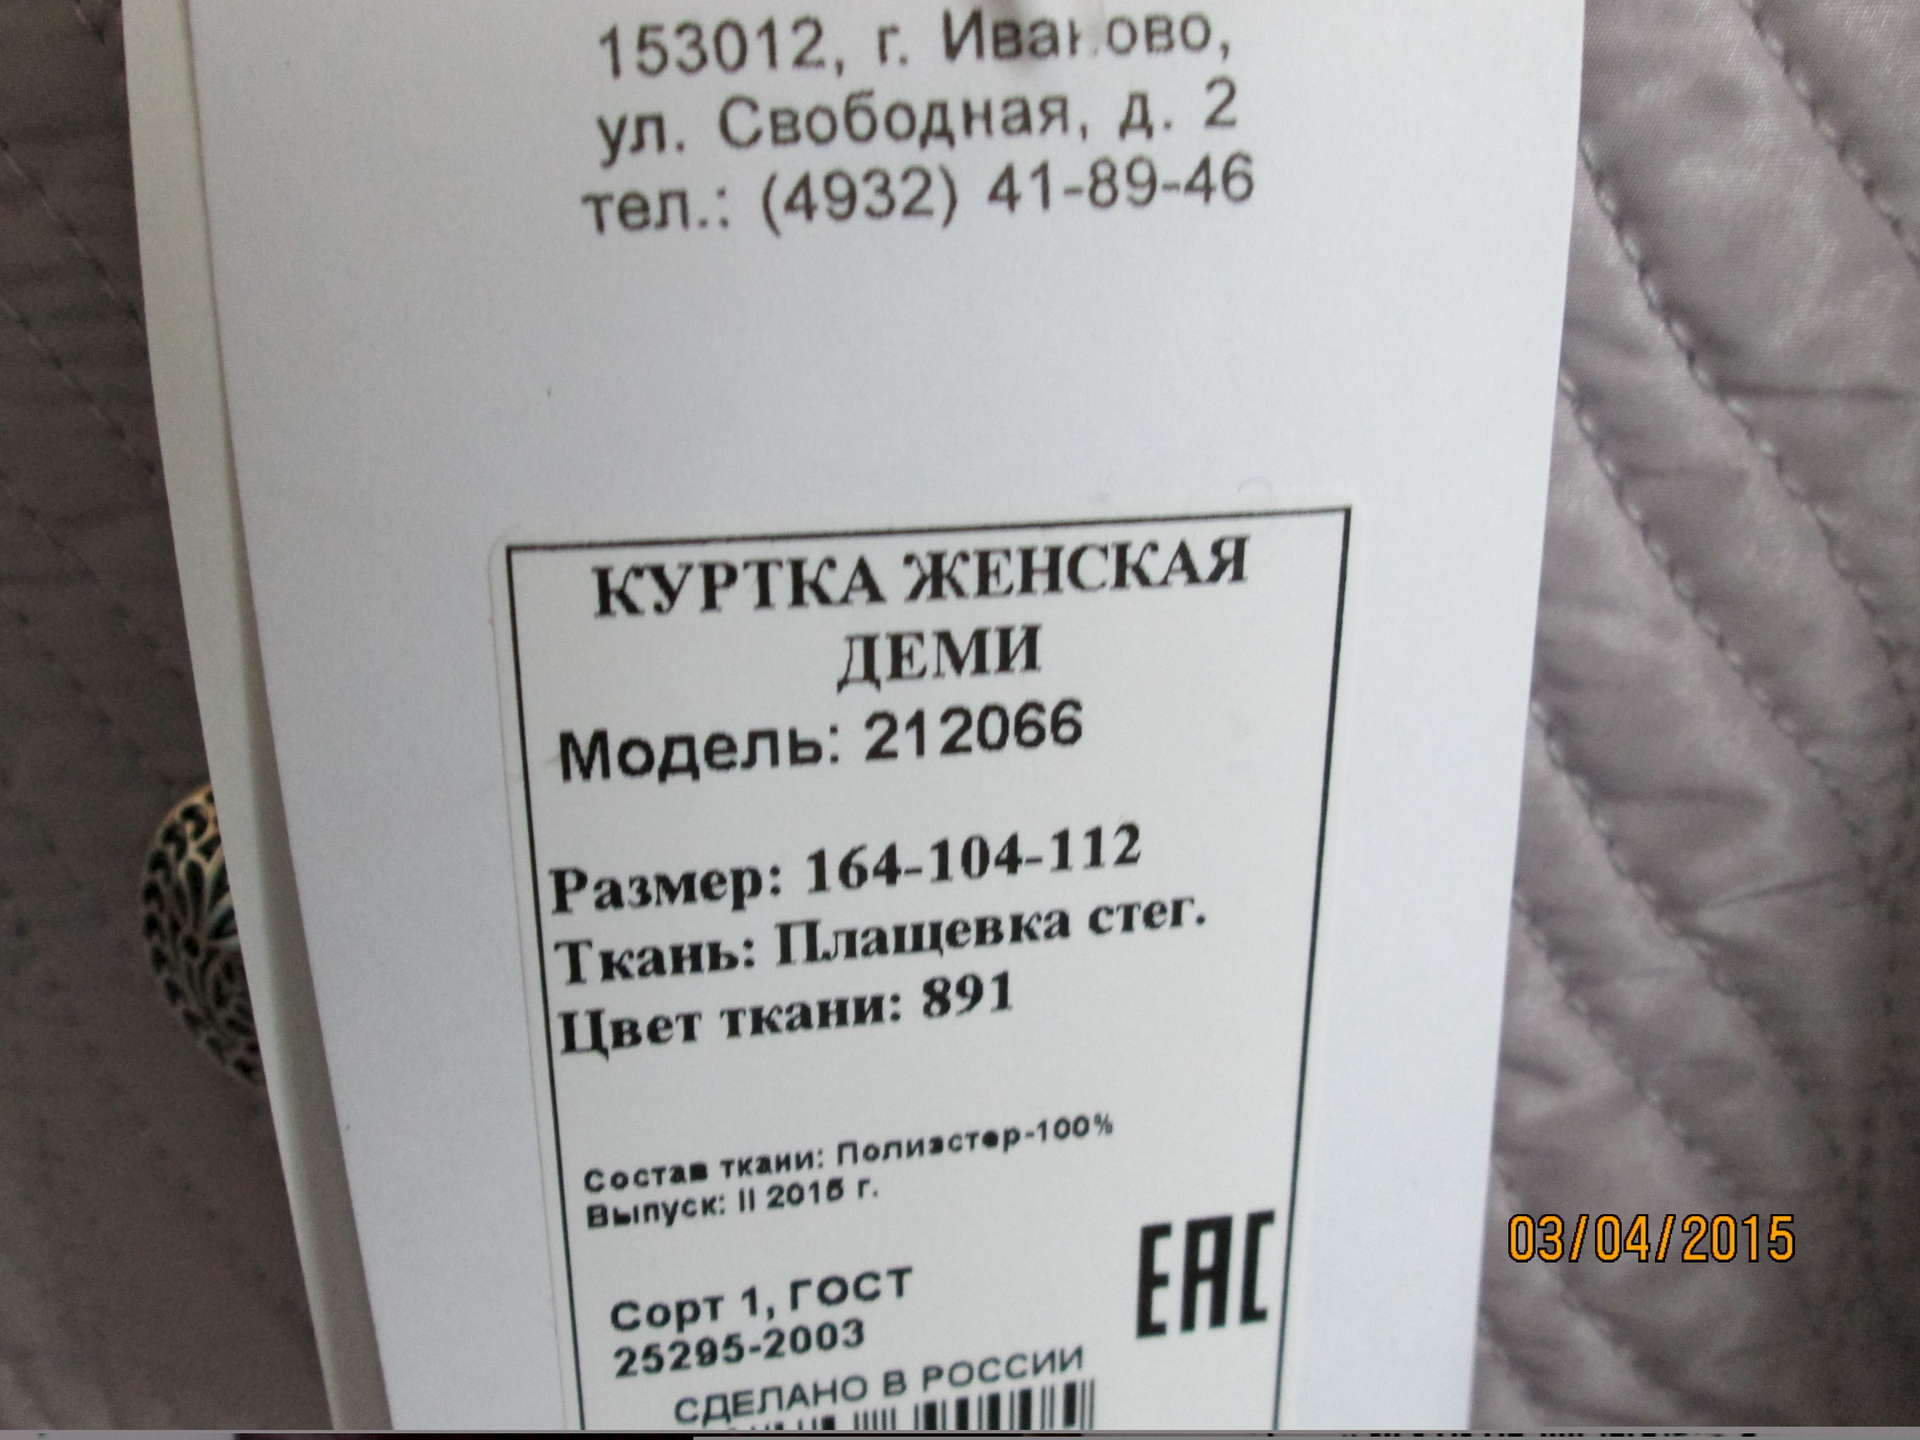 153012, г. Иваново,
ул. Свободная, д. 2
тел.: (4932) 41-89-46
КУРТКА ЖЕНСКАЯ
ДЕМИ
Модель: 212066
Размер: 164-104-112
Ткань: Плащевка стег.
Цвет ткани: 891
Состав ткани: Полиэстер-100%
Выпуск: II 2015 г.
EAC
Сорт 1, ГОСТ
25295-2003
СДЕЛАНО В РОССИИ
03/04/2015